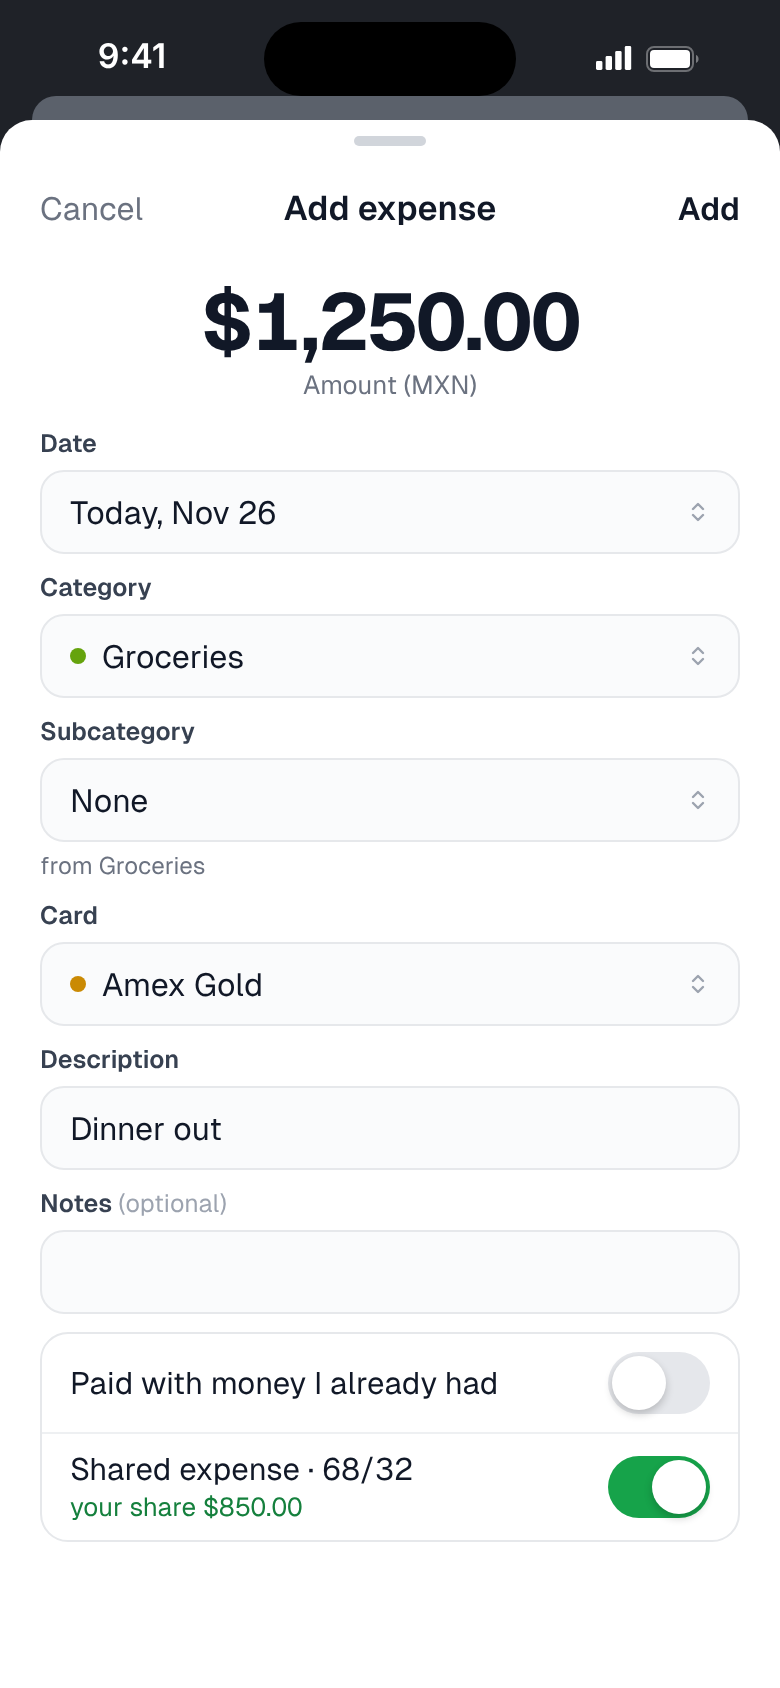 9:41
Cancel
Add expense
Add
$1,250.00
Amount (MXN)
Date
Today, Nov 26
Category
Groceries
Subcategory
None
from Groceries
Card
Amex Gold
Description
Dinner out
Notes (optional)
Paid with money I already had
Shared expense · 68/32
your share $850.00